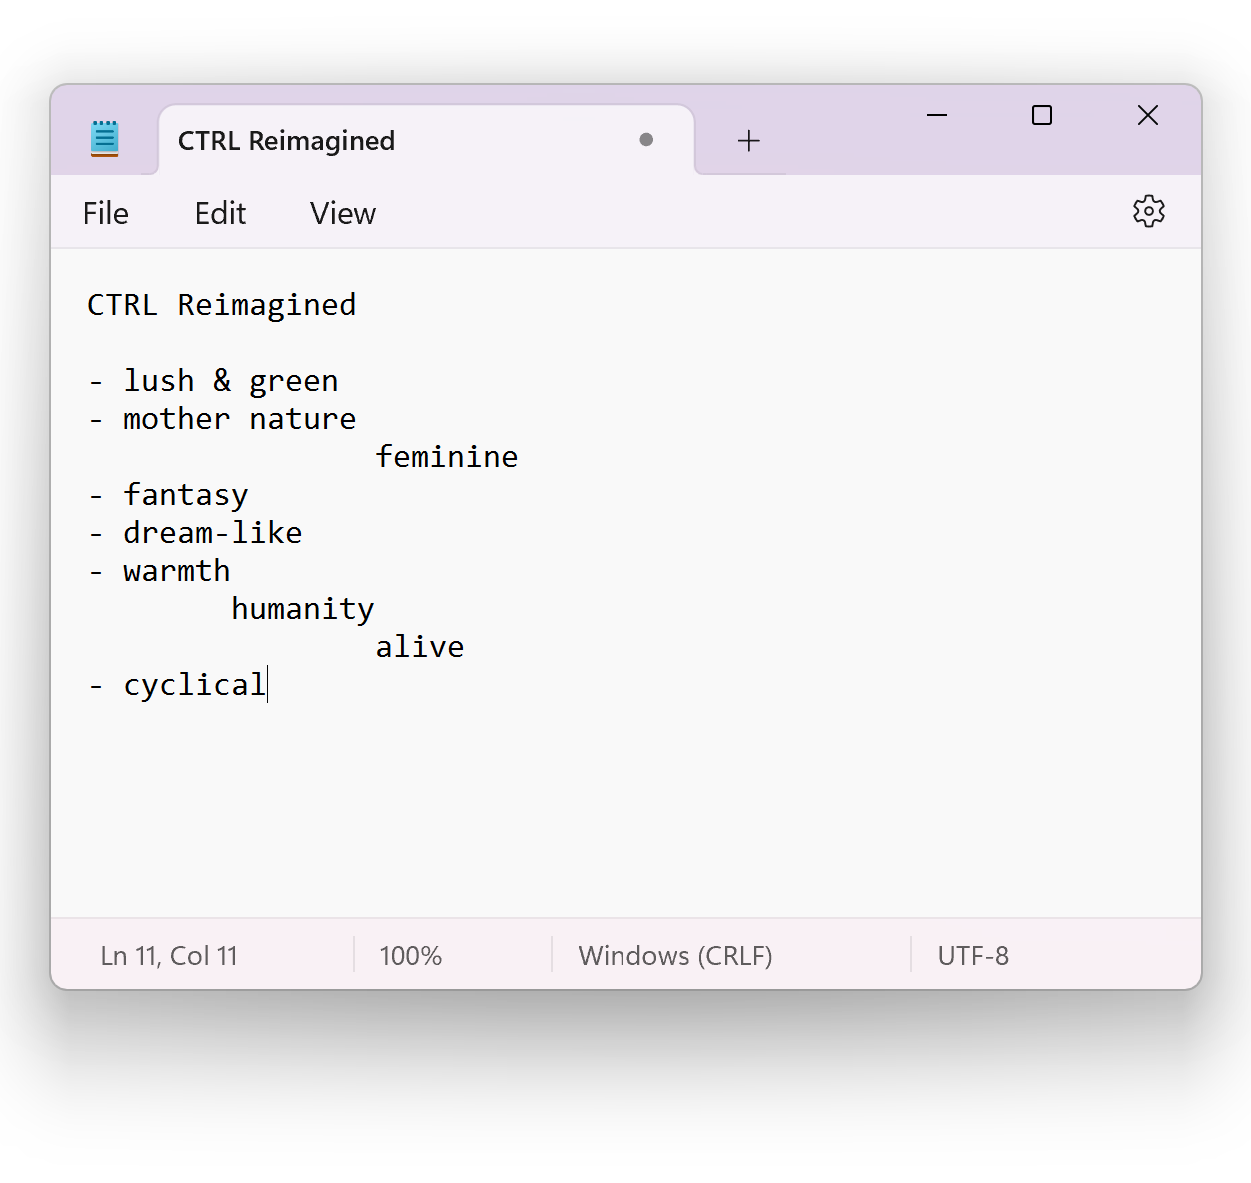 CTRL Reimagined
File Edit View
CTRL Reimagined
- lush & green
- mother nature
feminine
- fantasy
- dream-like
- warmth
humanity
alive
- cyclical
Ln 11, Col 11 100% Windows (CRLF) UTF-8